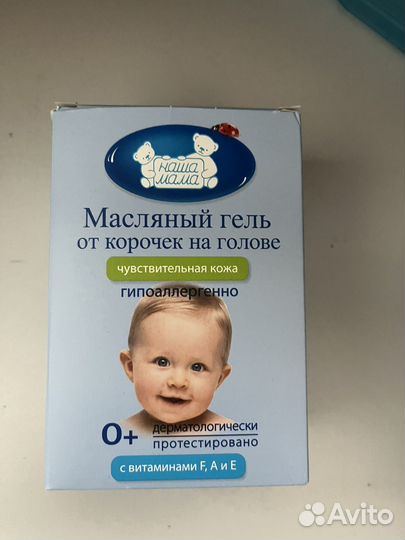 наша
мама
Масляный гель
от корочек на голове
чувствительная кожа
гипоаллергенно
0+
дерматологически
протестировано
с витаминами F, А и Е
Avito